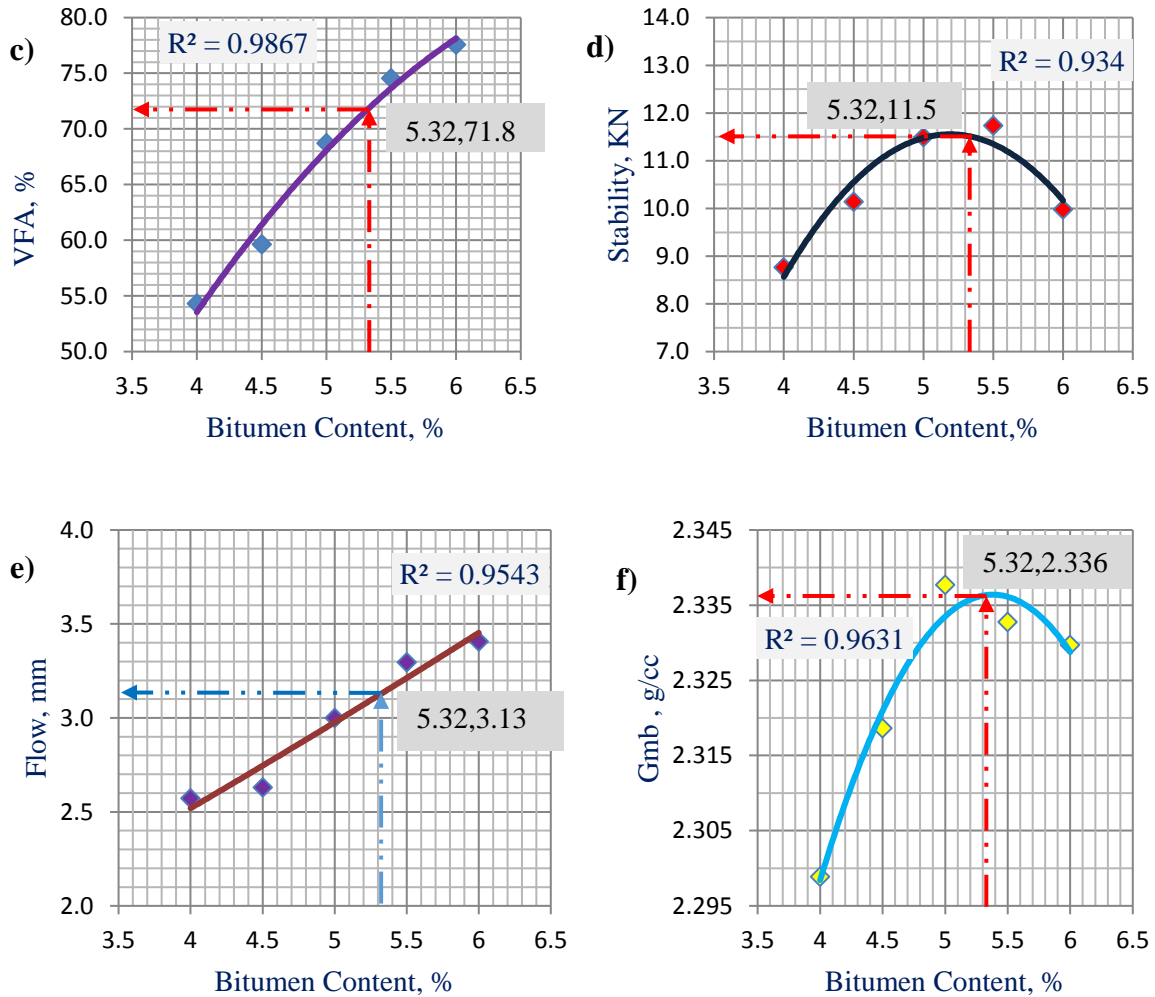 c)
R² = 0.9867
5.32,71.8
80.0
75.0
70.0
65.0
60.0
55.0
50.0
VFA, %
3.5 4 4.5 5 5.5 6 6.5
Bitumen Content, %
d)
R² = 0.934
5.32,11.5
14.0
13.0
12.0
11.0
10.0
9.0
8.0
7.0
Stability, KN
3.5 4 4.5 5 5.5 6 6.5
Bitumen Content,%
e)
R² = 0.9543
5.32,3.13
4.0
3.5
3.0
2.5
2.0
Flow, mm
3.5 4 4.5 5 5.5 6 6.5
Bitumen Content, %
f)
5.32,2.336
R² = 0.9631
2.345
2.335
2.325
2.315
2.305
2.295
Gmb , g/cc
3.5 4 4.5 5 5.5 6 6.5
Bitumen Content, %